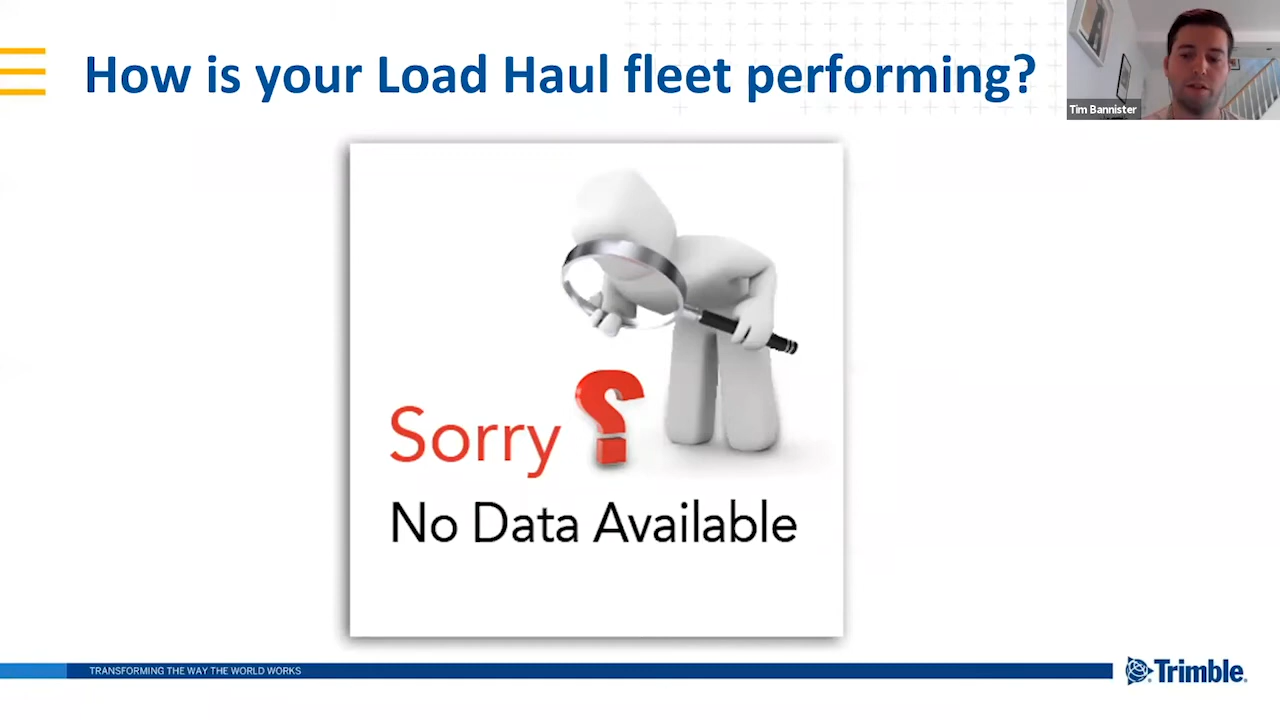 How is your Load Haul fleet performing?
Tim Bannister
Sorry ?
No Data Available
TRANSFORMING THE WAY THE WORLD WORKS
Trimble